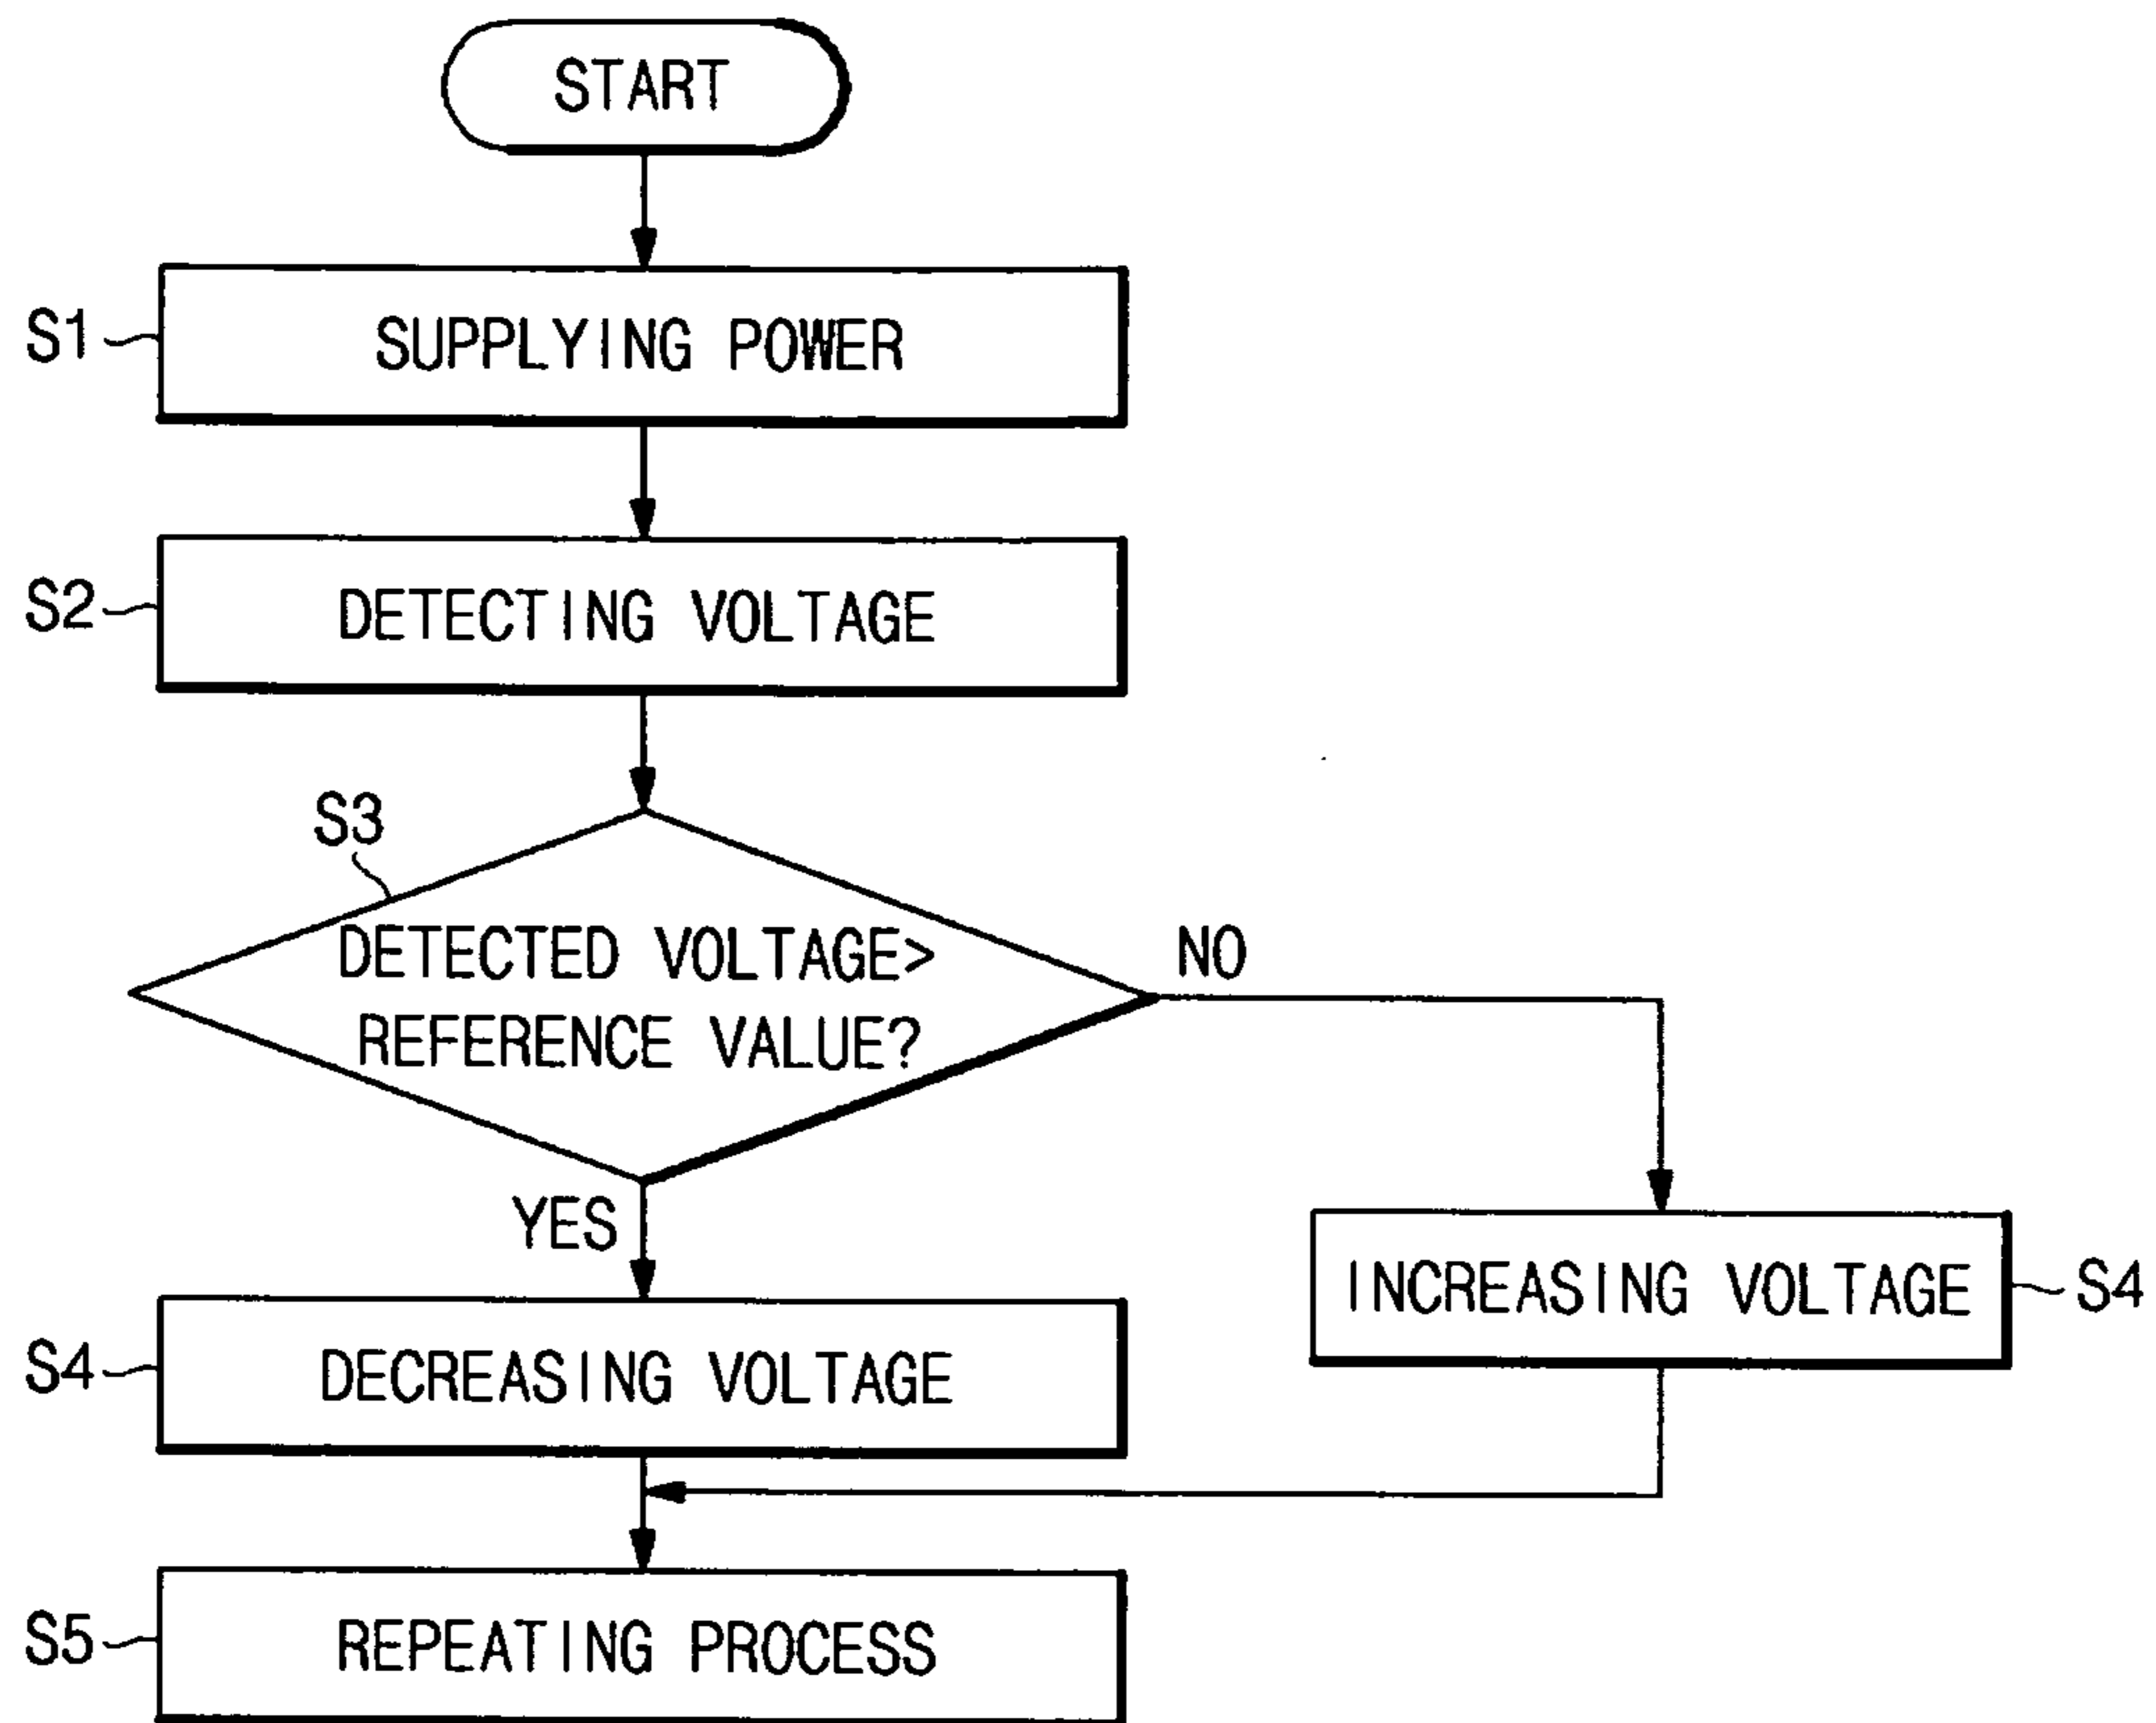 START
S1
SUPPLYING POWER
S2
DETECTING VOLTAGE
S3
DETECTED VOLTAGE>
REFERENCE VALUE?
NO
YES
INCREASING VOLTAGE
S4
S4
DECREASING VOLTAGE
S5
REPEATING PROCESS